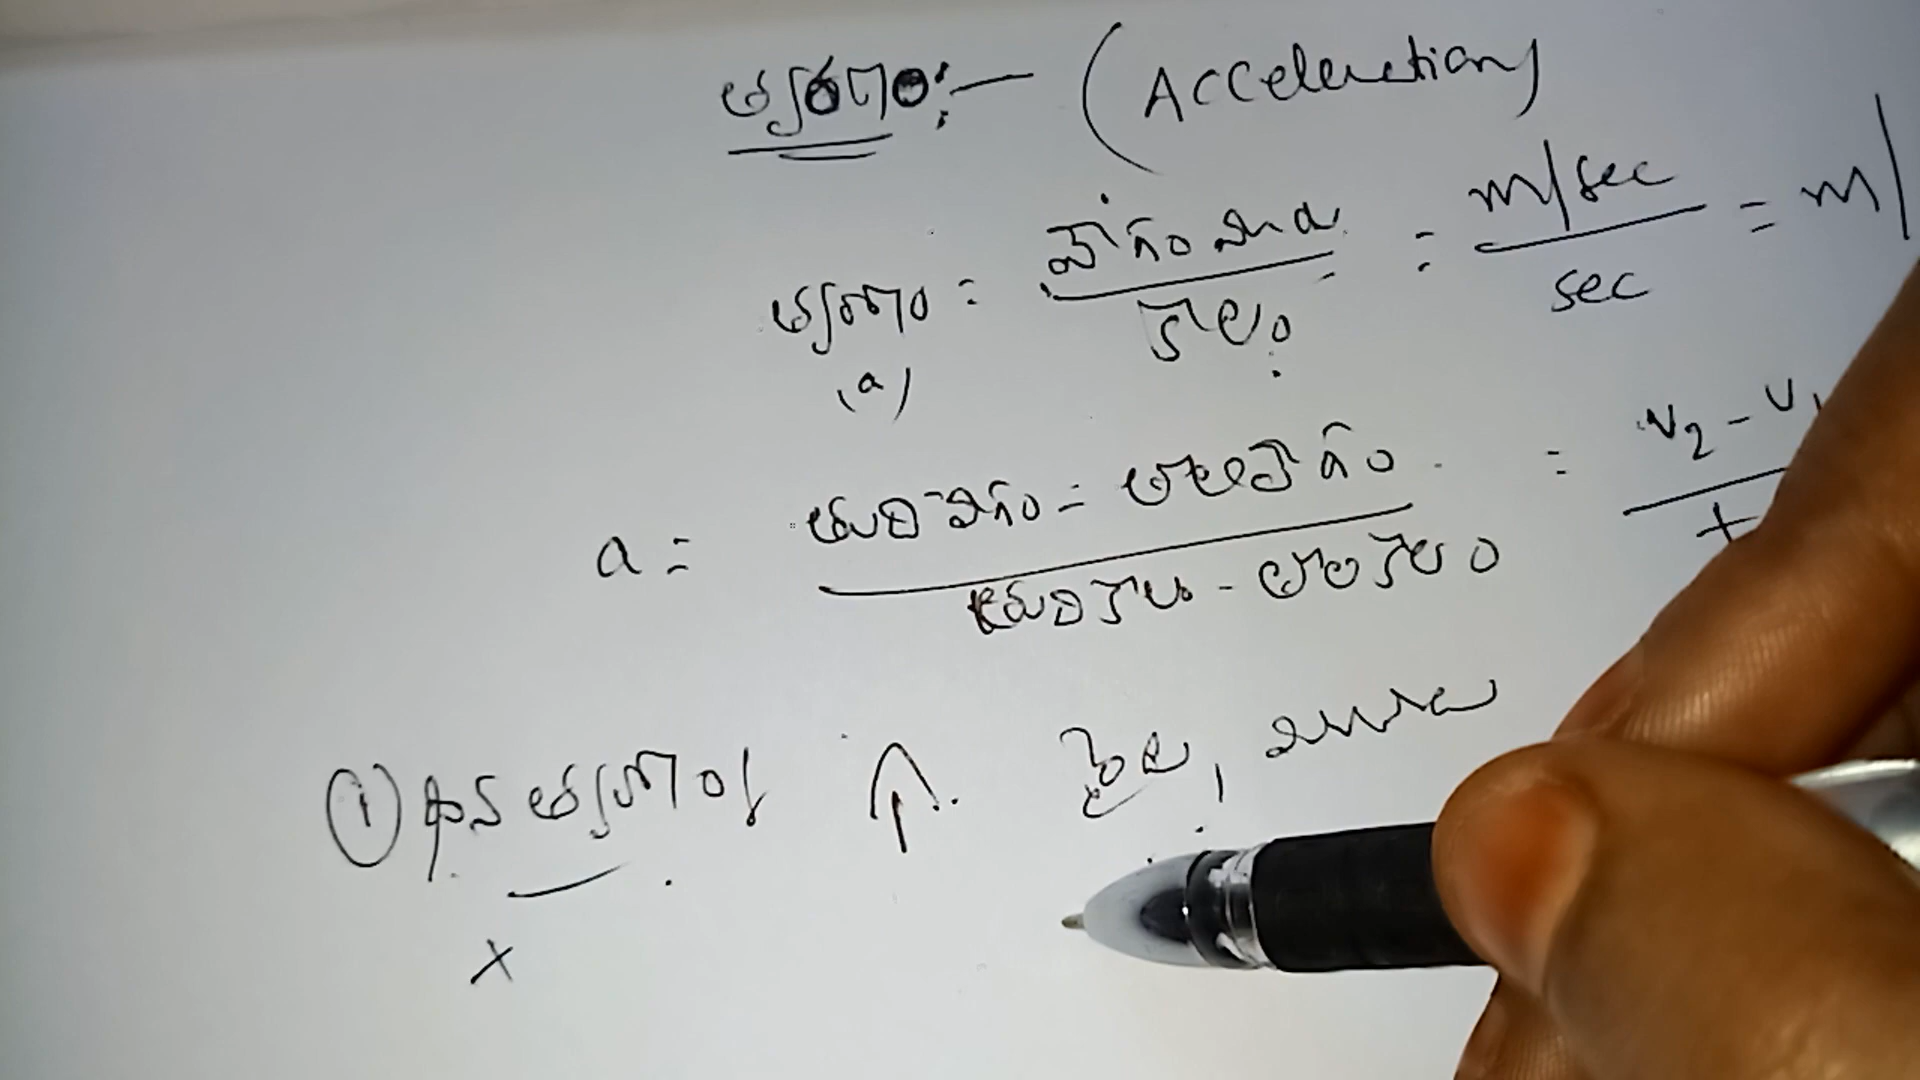 త్వరణం:— (Acceleration)
త్వరణం = వేగం మార్పు / కాలం = m/sec / sec = m/
(a)
a = తుదివేగం - తొలివేగం / తుదికాలం - తొలికాలం = v2 - v1 / t
① ధన త్వరణం
x